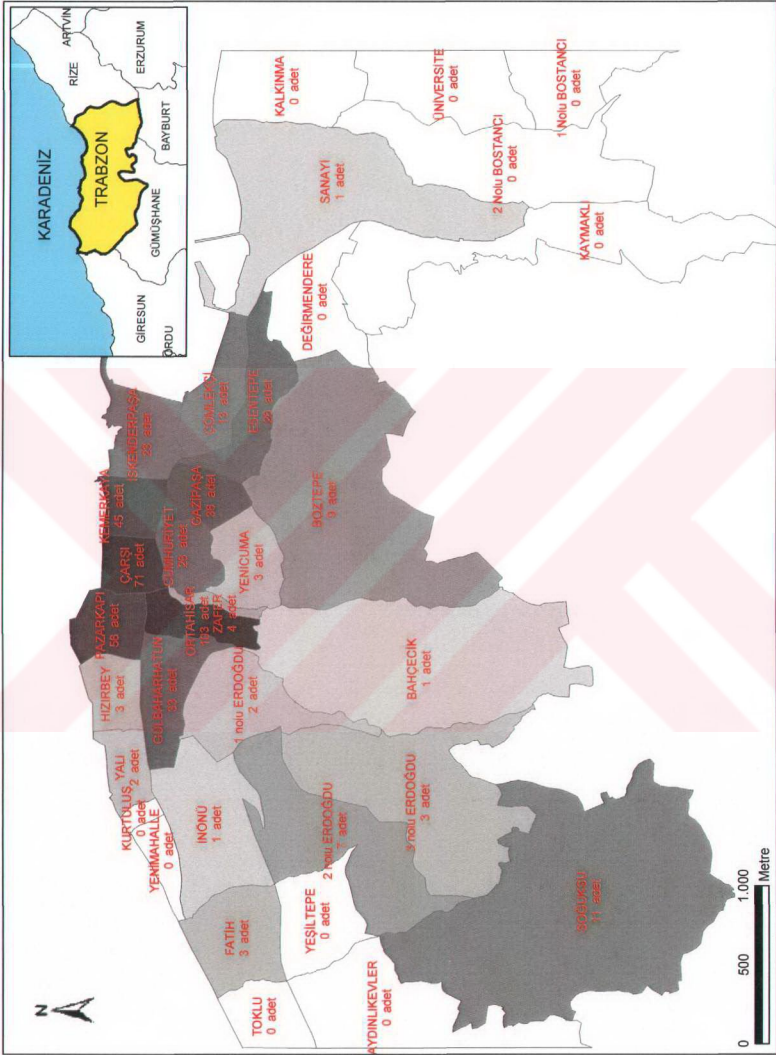 KARADENİZ
ARTVİN
RİZE
ERZURUM
TRABZON
BAYBURT
GÜMÜŞHANE
GİRESUN
ORDU
N
TOKLU
0 adet
AYDINLIKEVLER
0 adet
FATİH
3 adet
YEŞİLTEPE
0 adet
KURTULUŞ
0 adet
YENİMAHALLE
0 adet
İNÖNÜ
1 adet
YALI
2 adet
2 nolu ERDOĞDU
3 nolu ERDOĞDU
3 adet
SOĞUKSU
11 adet
HIZIRBEY
3 adet
GÜLBAHARHATUN
1 nolu ERDOĞDU
2 adet
BAHÇECİK
1 adet
PAZARKAPI
ORTAHİSAR
103 adet
ZAFER
4 adet
ÇARŞI
71 adet
CUMHURİYET
YENİCUMA
3 adet
KEMERKAYA
45 adet
GAZİPAŞA
BOZTEPE
9 adet
İSKENDERPAŞA
ÇÖMLEKÇİ
DEĞİRMENDERE
0 adet
SANAYİ
1 adet
KALKINMA
0 adet
ÜNİVERSİTE
0 adet
2 Nolu BOSTANCI
0 adet
1 Nolu BOSTANCI
0 adet
KAYMAKLI
0 adet
0
500
1.000
Metre